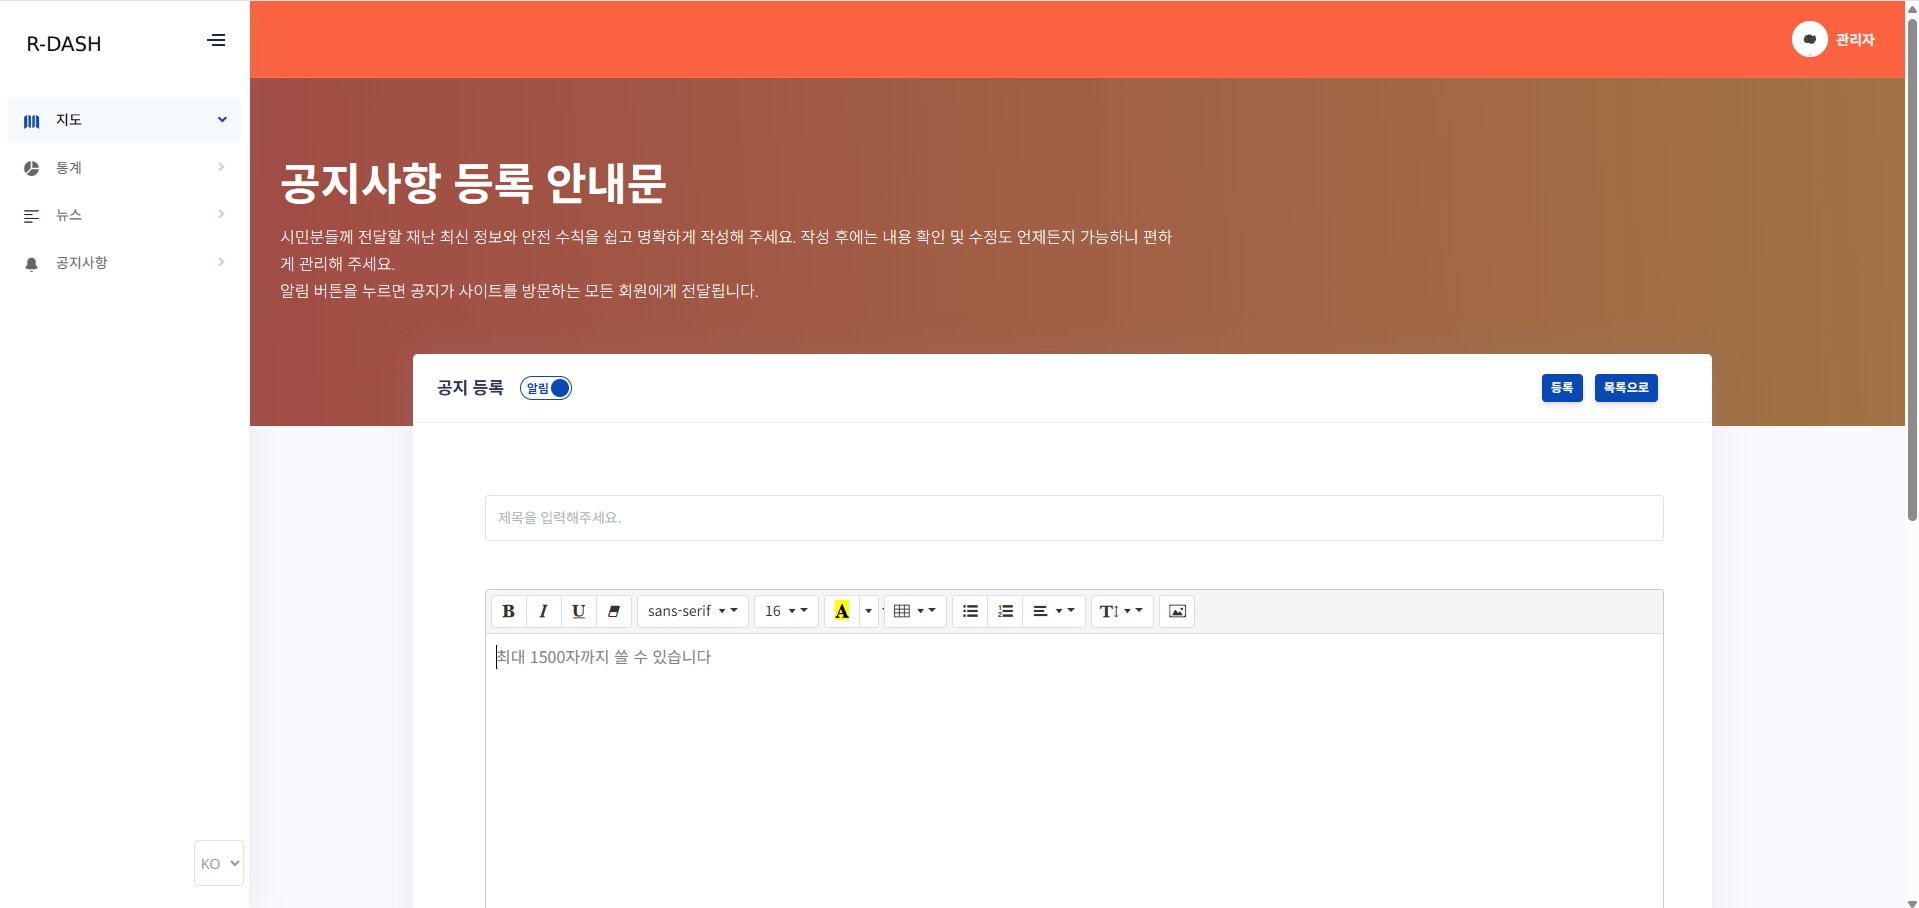 R-DASH
관리자
지도
통계
뉴스
공지사항
공지사항 등록 안내문
시민분들께 전달할 재난 최신 정보와 안전 수칙을 쉽고 명확하게 작성해 주세요. 작성 후에는 내용 확인 및 수정도 언제든지 가능하니 편하
게 관리해 주세요.
알림 버튼을 누르면 공지가 사이트를 방문하는 모든 회원에게 전달됩니다.
공지 등록 알림 등록 목록으로
제목을 입력해주세요.
B I U sans-serif 16 A T
최대 1500자까지 쓸 수 있습니다
KO